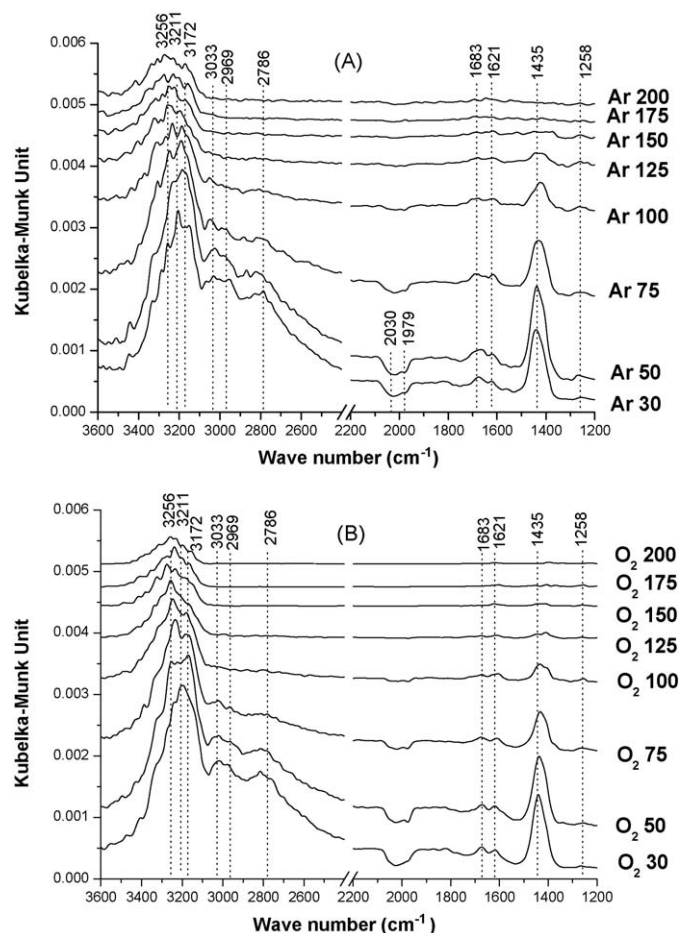 (A)
3256
3211
3172
3033
2969
2786
1683
1621
1435
1258
2030
1979
0.006
0.005
0.004
0.003
0.002
0.001
0.000
Kubelka-Munk Unit
Ar 200
Ar 175
Ar 150
Ar 125
Ar 100
Ar 75
Ar 50
Ar 30
3600 3400 3200 3000 2800 2600 2200 2000 1800 1600 1400 1200
Wave number (cm⁻¹)
(B)
3256
3211
3172
3033
2969
2786
1683
1621
1435
1258
0.006
0.005
0.004
0.003
0.002
0.001
0.000
Kubelka-Munk Unit
O₂ 200
O₂ 175
O₂ 150
O₂ 125
O₂ 100
O₂ 75
O₂ 50
O₂ 30
3600 3400 3200 3000 2800 2600 2200 2000 1800 1600 1400 1200
Wave number (cm⁻¹)